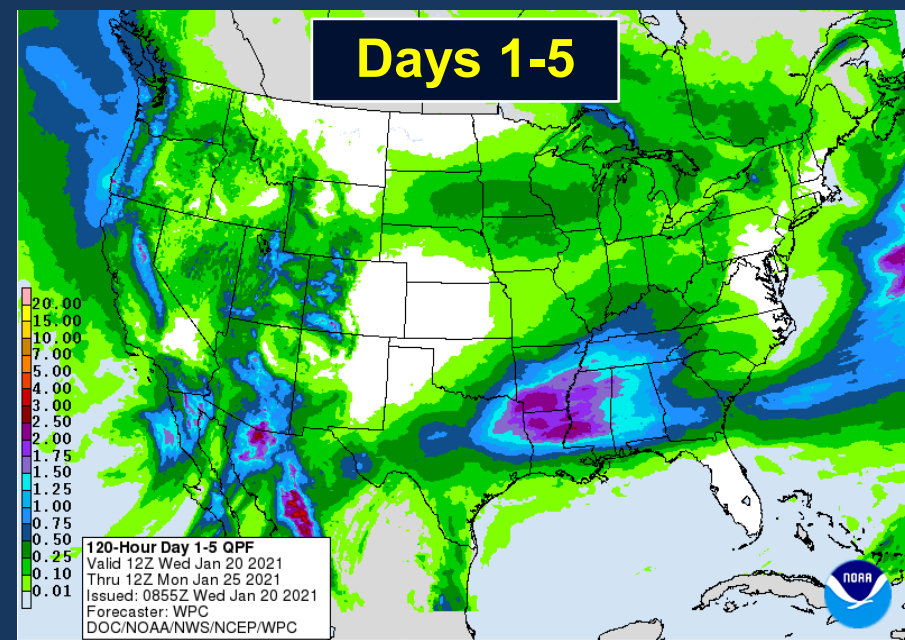 Days 1-5
20.00
15.00
10.00
7.00
5.00
4.00
3.00
2.50
2.00
1.75
1.50
1.25
1.00
0.75
0.50
0.25
0.10
0.01
120-Hour Day 1-5 QPF
Valid 12Z Wed Jan 20 2021
Thru 12Z Mon Jan 25 2021
Issued: 0855Z Wed Jan 20 2021
Forecaster: WPC
DOC/NOAA/NWS/NCEP/WPC
NOAA